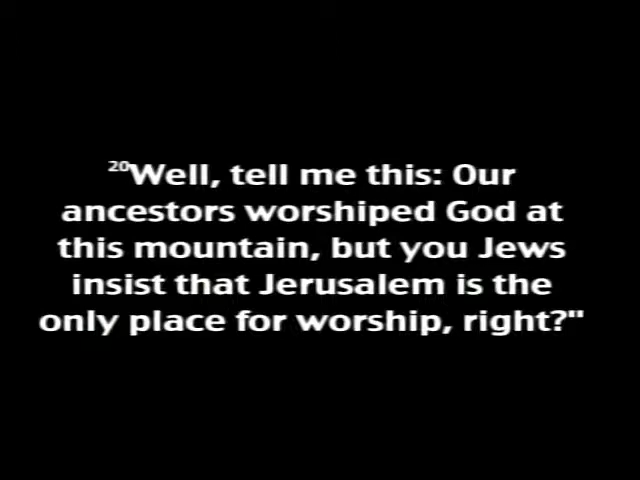 ²⁰Well, tell me this: Our
ancestors worshiped God at
this mountain, but you Jews
insist that Jerusalem is the
only place for worship, right?"